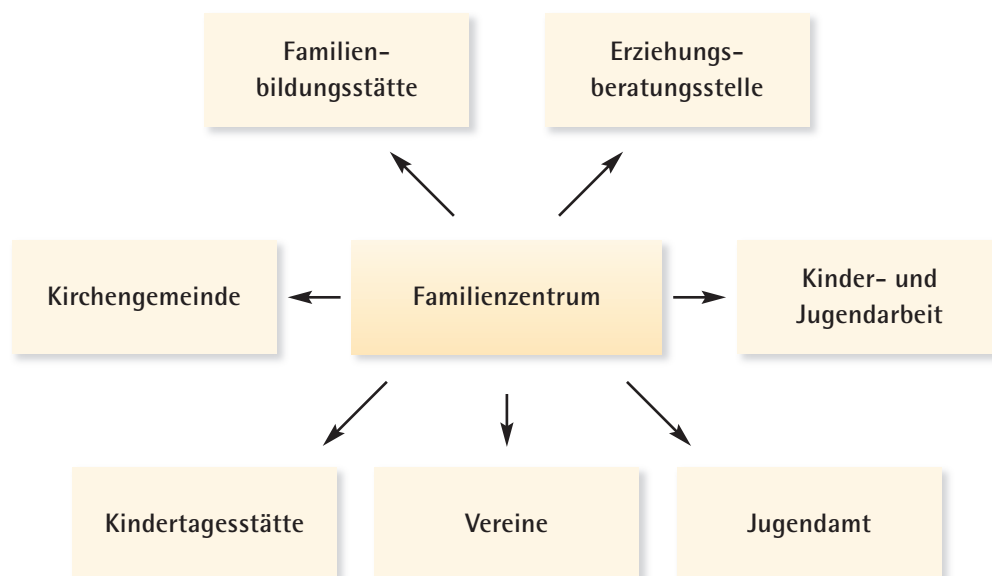 Familien-
bildungsstätte
Erziehungs-
beratungsstelle
Kirchengemeinde
Familienzentrum
Kinder- und
Jugendarbeit
Kindertagesstätte
Vereine
Jugendamt